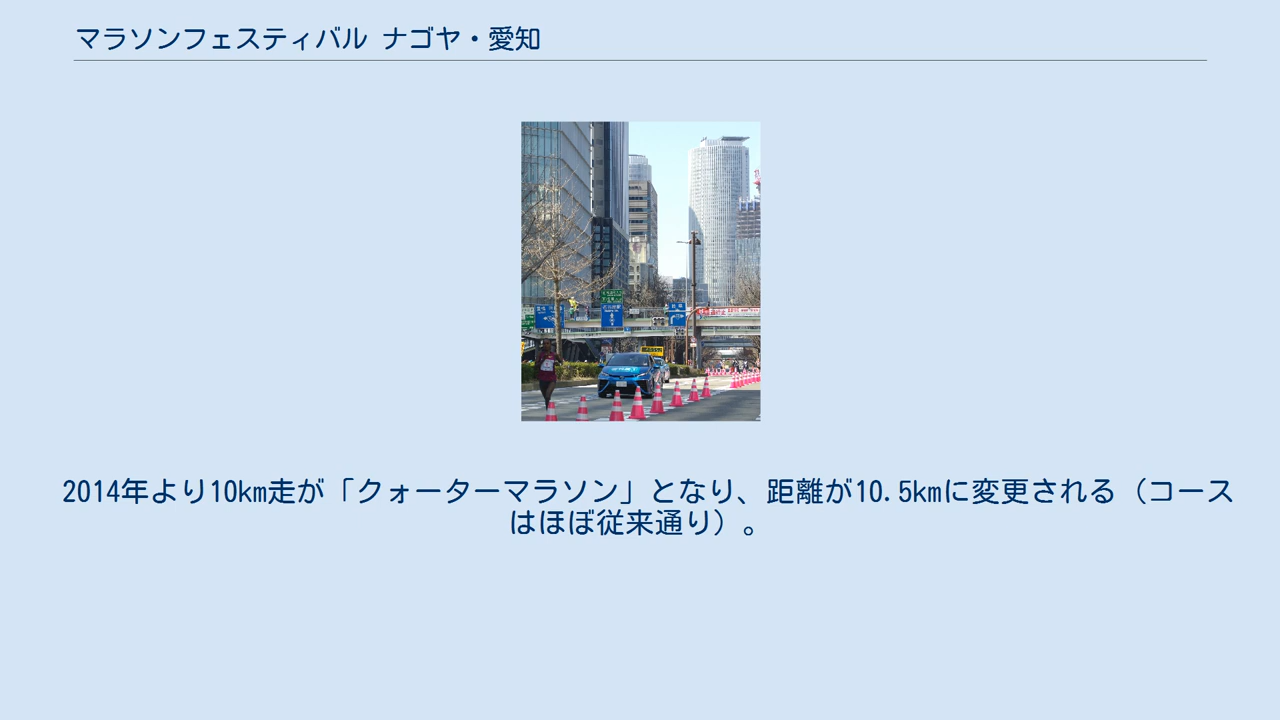 マラソンフェスティバル ナゴヤ・愛知
2014年より10km走が「クォーターマラソン」となり、距離が10.5kmに変更される（コース
はほぼ従来通り）。